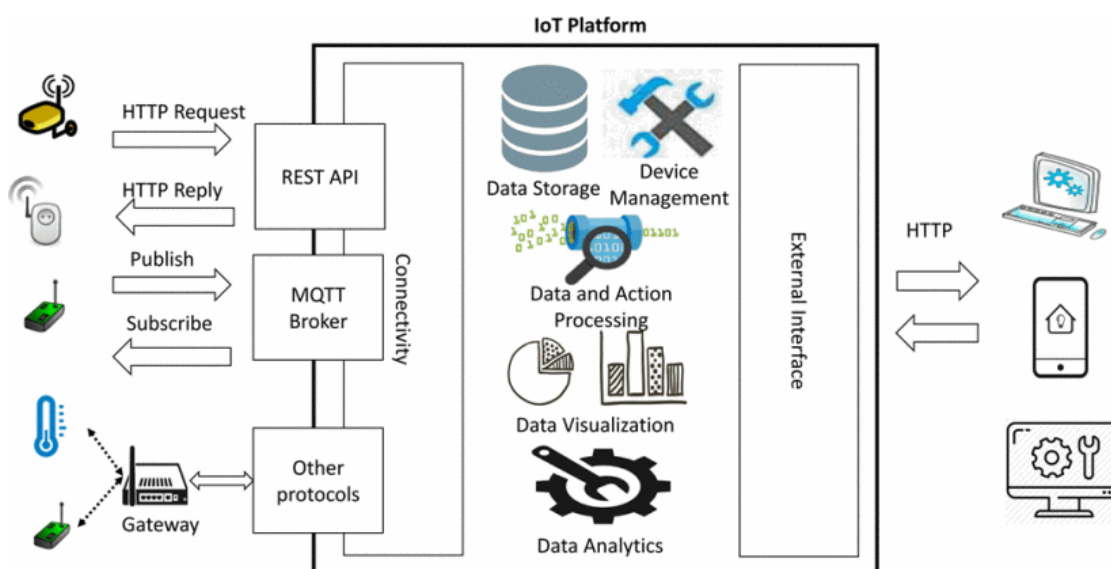 IoT Platform
HTTP Request
REST API
HTTP Reply
Publish
MQTT
Broker
Subscribe
Other
protocols
Gateway
Connectivity
Data Storage
Device
Management
Data and Action
Processing
Data Visualization
Data Analytics
External Interface
HTTP